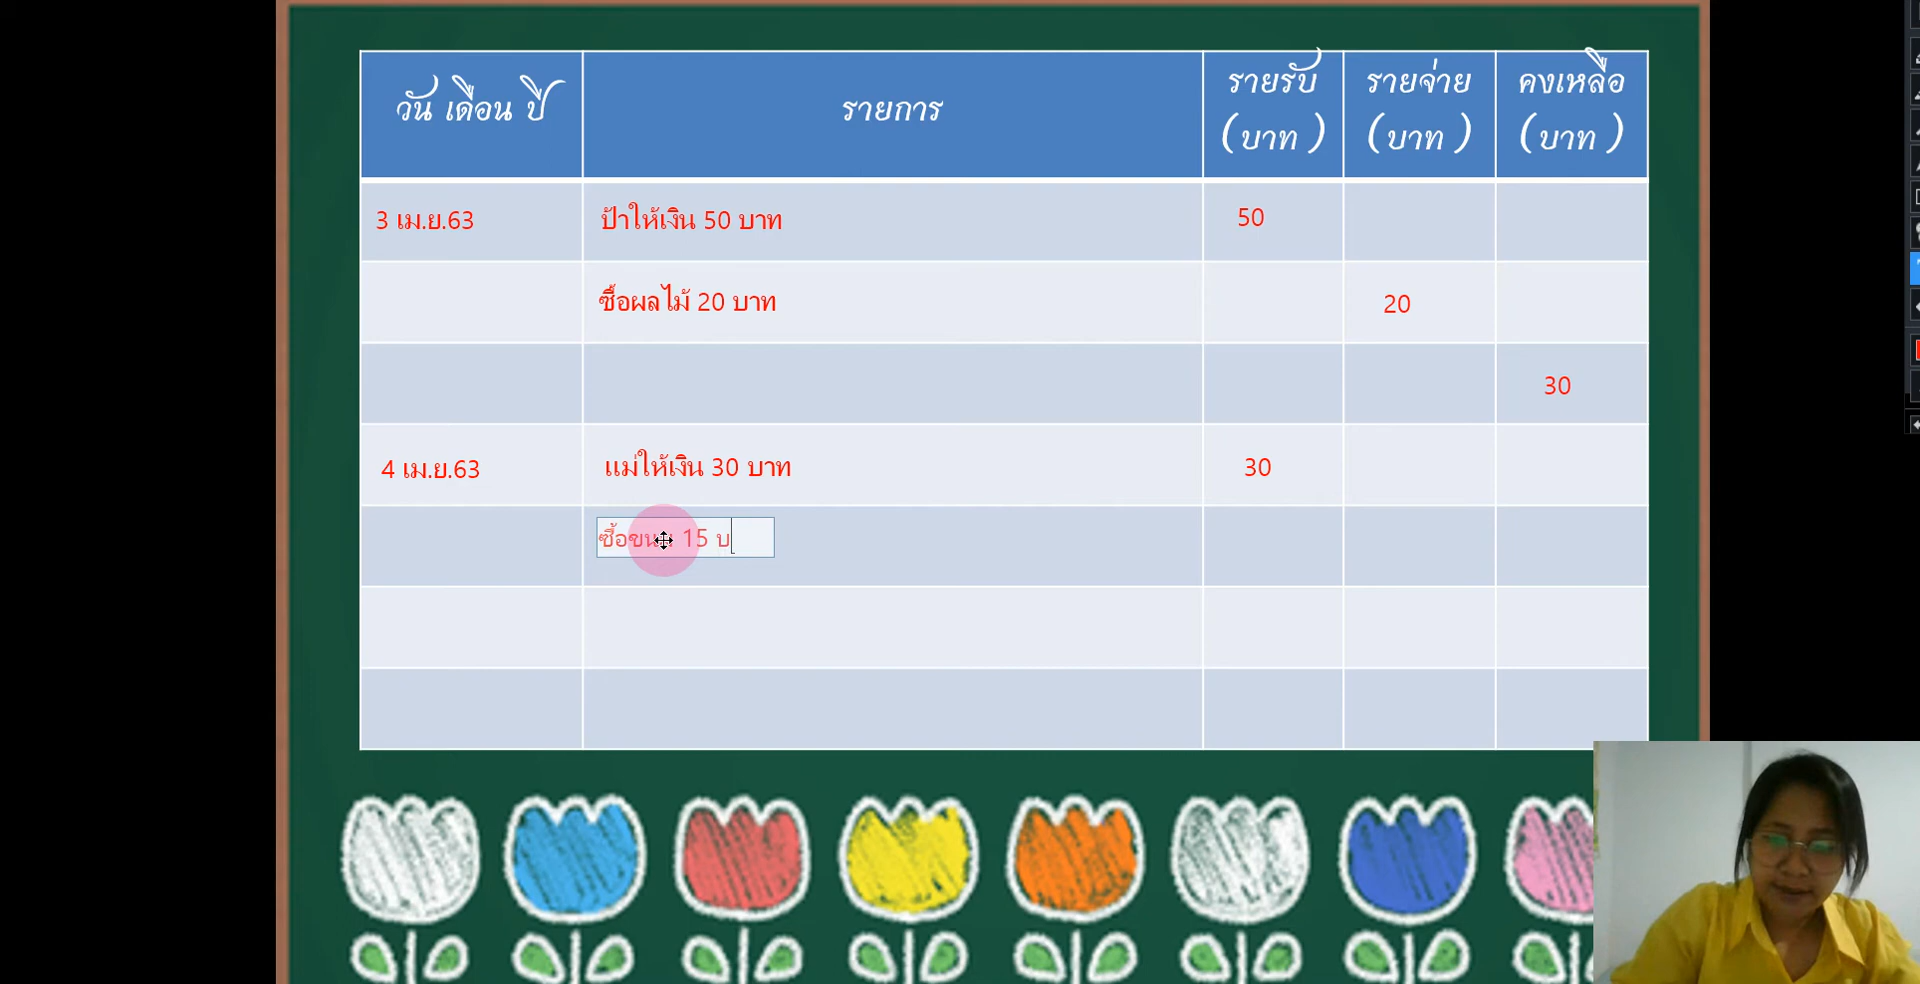 วัน เดือน ปี
รายการ
รายรับ
(บาท )
รายจ่าย
(บาท )
คงเหลือ
(บาท )
3 เม.ย.63
ป้าให้เงิน 50 บาท
50
ซื้อผลไม้ 20 บาท
20
30
4 เม.ย.63
แม่ให้เงิน 30 บาท
30
ซื้อขนม 15 บ